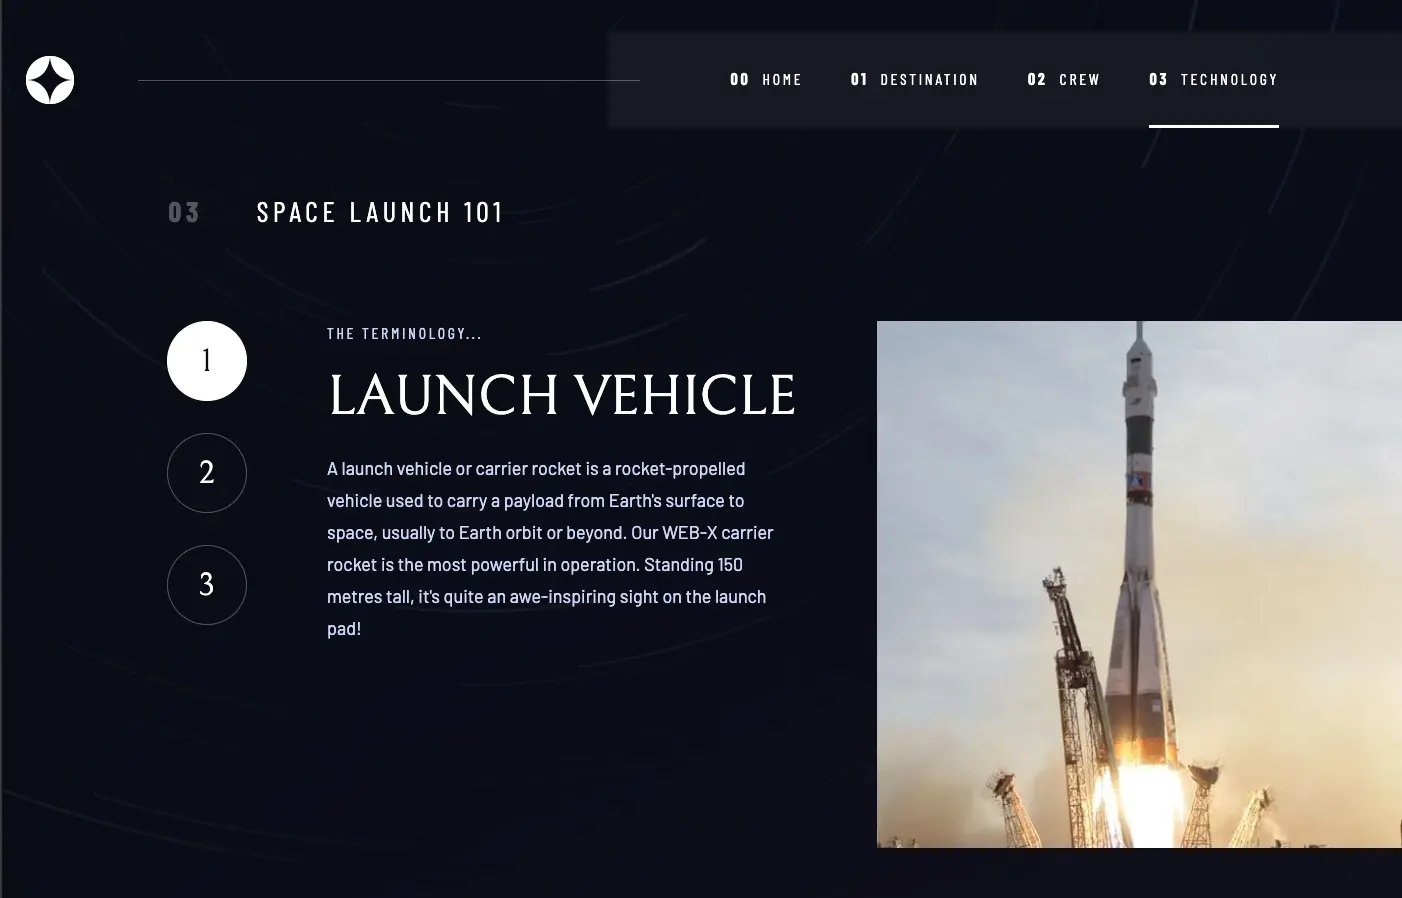 00 HOME 01 DESTINATION 02 CREW 03 TECHNOLOGY
03 SPACE LAUNCH 101
1
2
3
THE TERMINOLOGY...
LAUNCH VEHICLE
A launch vehicle or carrier rocket is a rocket-propelled
vehicle used to carry a payload from Earth's surface to
space, usually to Earth orbit or beyond. Our WEB-X carrier
rocket is the most powerful in operation. Standing 150
metres tall, it's quite an awe-inspiring sight on the launch
pad!